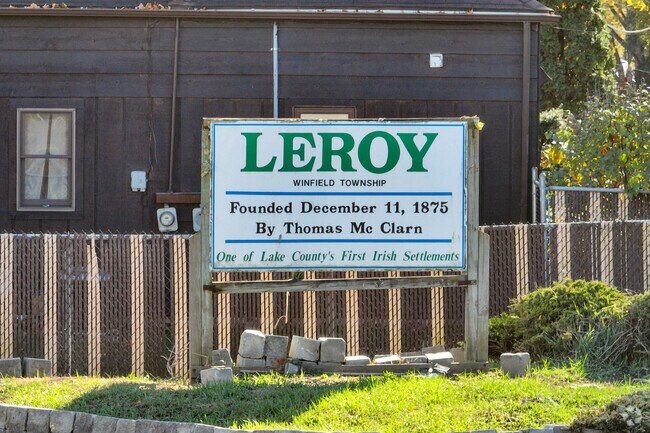 LEROY
WINFIELD TOWNSHIP
Founded December 11, 1875
By Thomas Mc Clarn
One of Lake County's First Irish Settlements